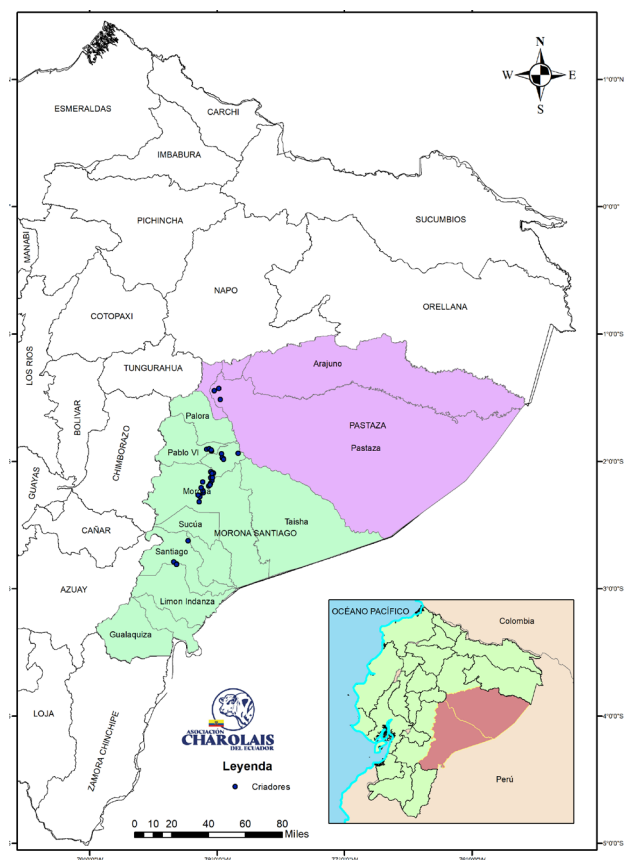 N
W E
S
ESMERALDAS
CARCHI
IMBABURA
1°0'0"N
0°0'0"
PICHINCHA
SUCUMBIOS
MANABI
NAPO
ORELLANA
COTOPAXI
1°0'0"S
LOS RIOS
TUNGURAHUA
Arajuno
BOLIVAR
CHIMBORAZO
Palora
PASTAZA
Pastaza
Pablo VI
2°0'0"S
GUAYAS
Morona
Sucúa
Taisha
CAÑAR
MORONA SANTIAGO
Santiago
3°0'0"S
AZUAY
Limon Indanza
Gualaquiza
OCÉANO PACÍFICO
Colombia
LOJA
ZAMORA CHINCHIPE
ASOCIACIÓN
CHAROLAIS
DEL ECUADOR
4°0'0"S
Leyenda
Criadores
Perú
0 10 20 40 60 80
Miles
5°0'0"S